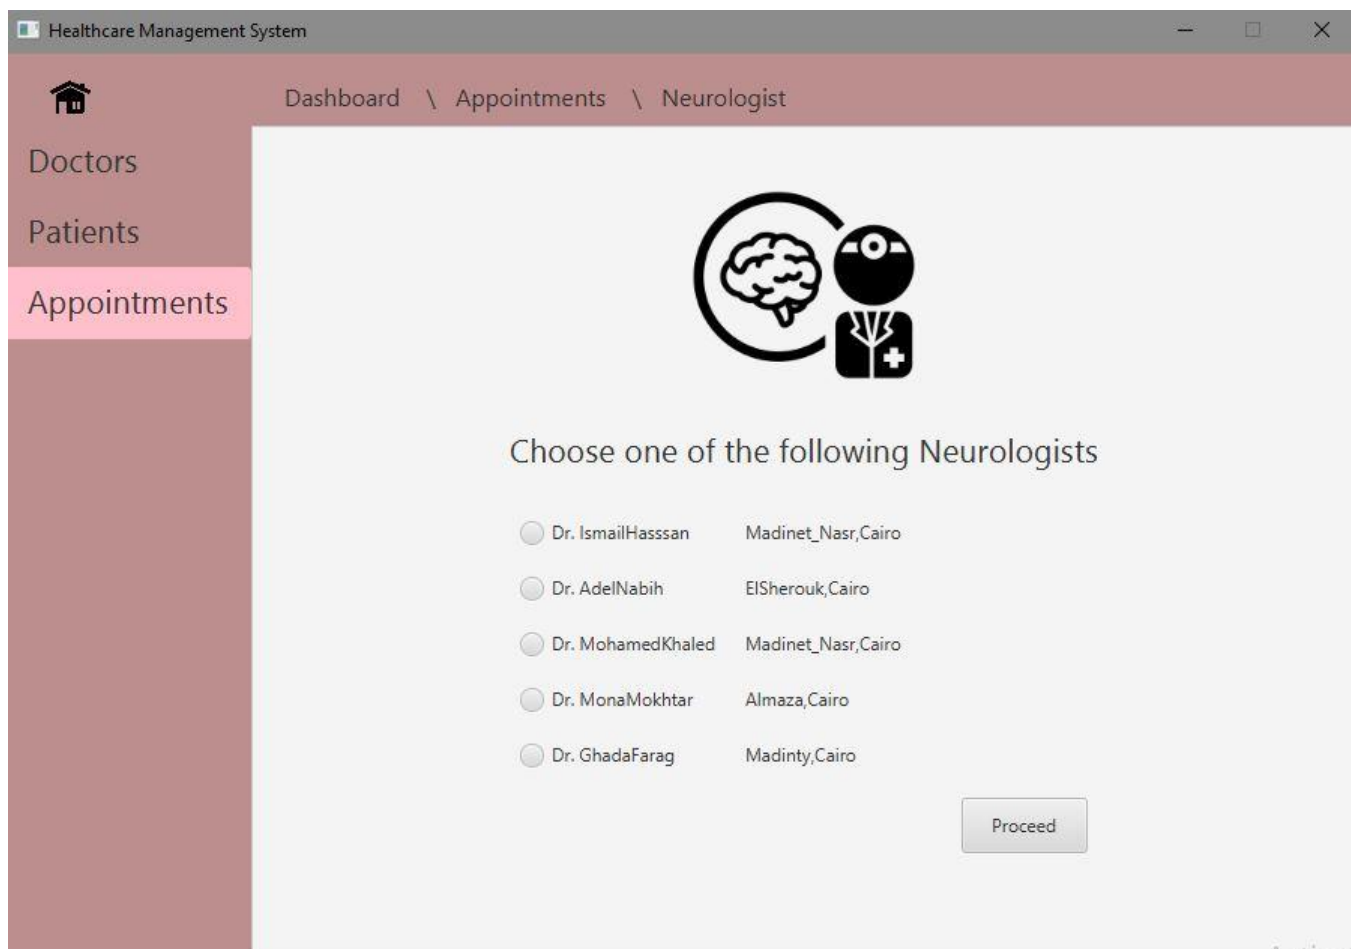 Healthcare Management System
Dashboard \ Appointments \ Neurologist
Doctors
Patients
Appointments
Choose one of the following Neurologists
Dr. IsmailHasssan Madinet_Nasr,Cairo
Dr. AdelNabih ElSherouk,Cairo
Dr. MohamedKhaled Madinet_Nasr,Cairo
Dr. MonaMokhtar Almaza,Cairo
Dr. GhadaFarag Madinty,Cairo
Proceed